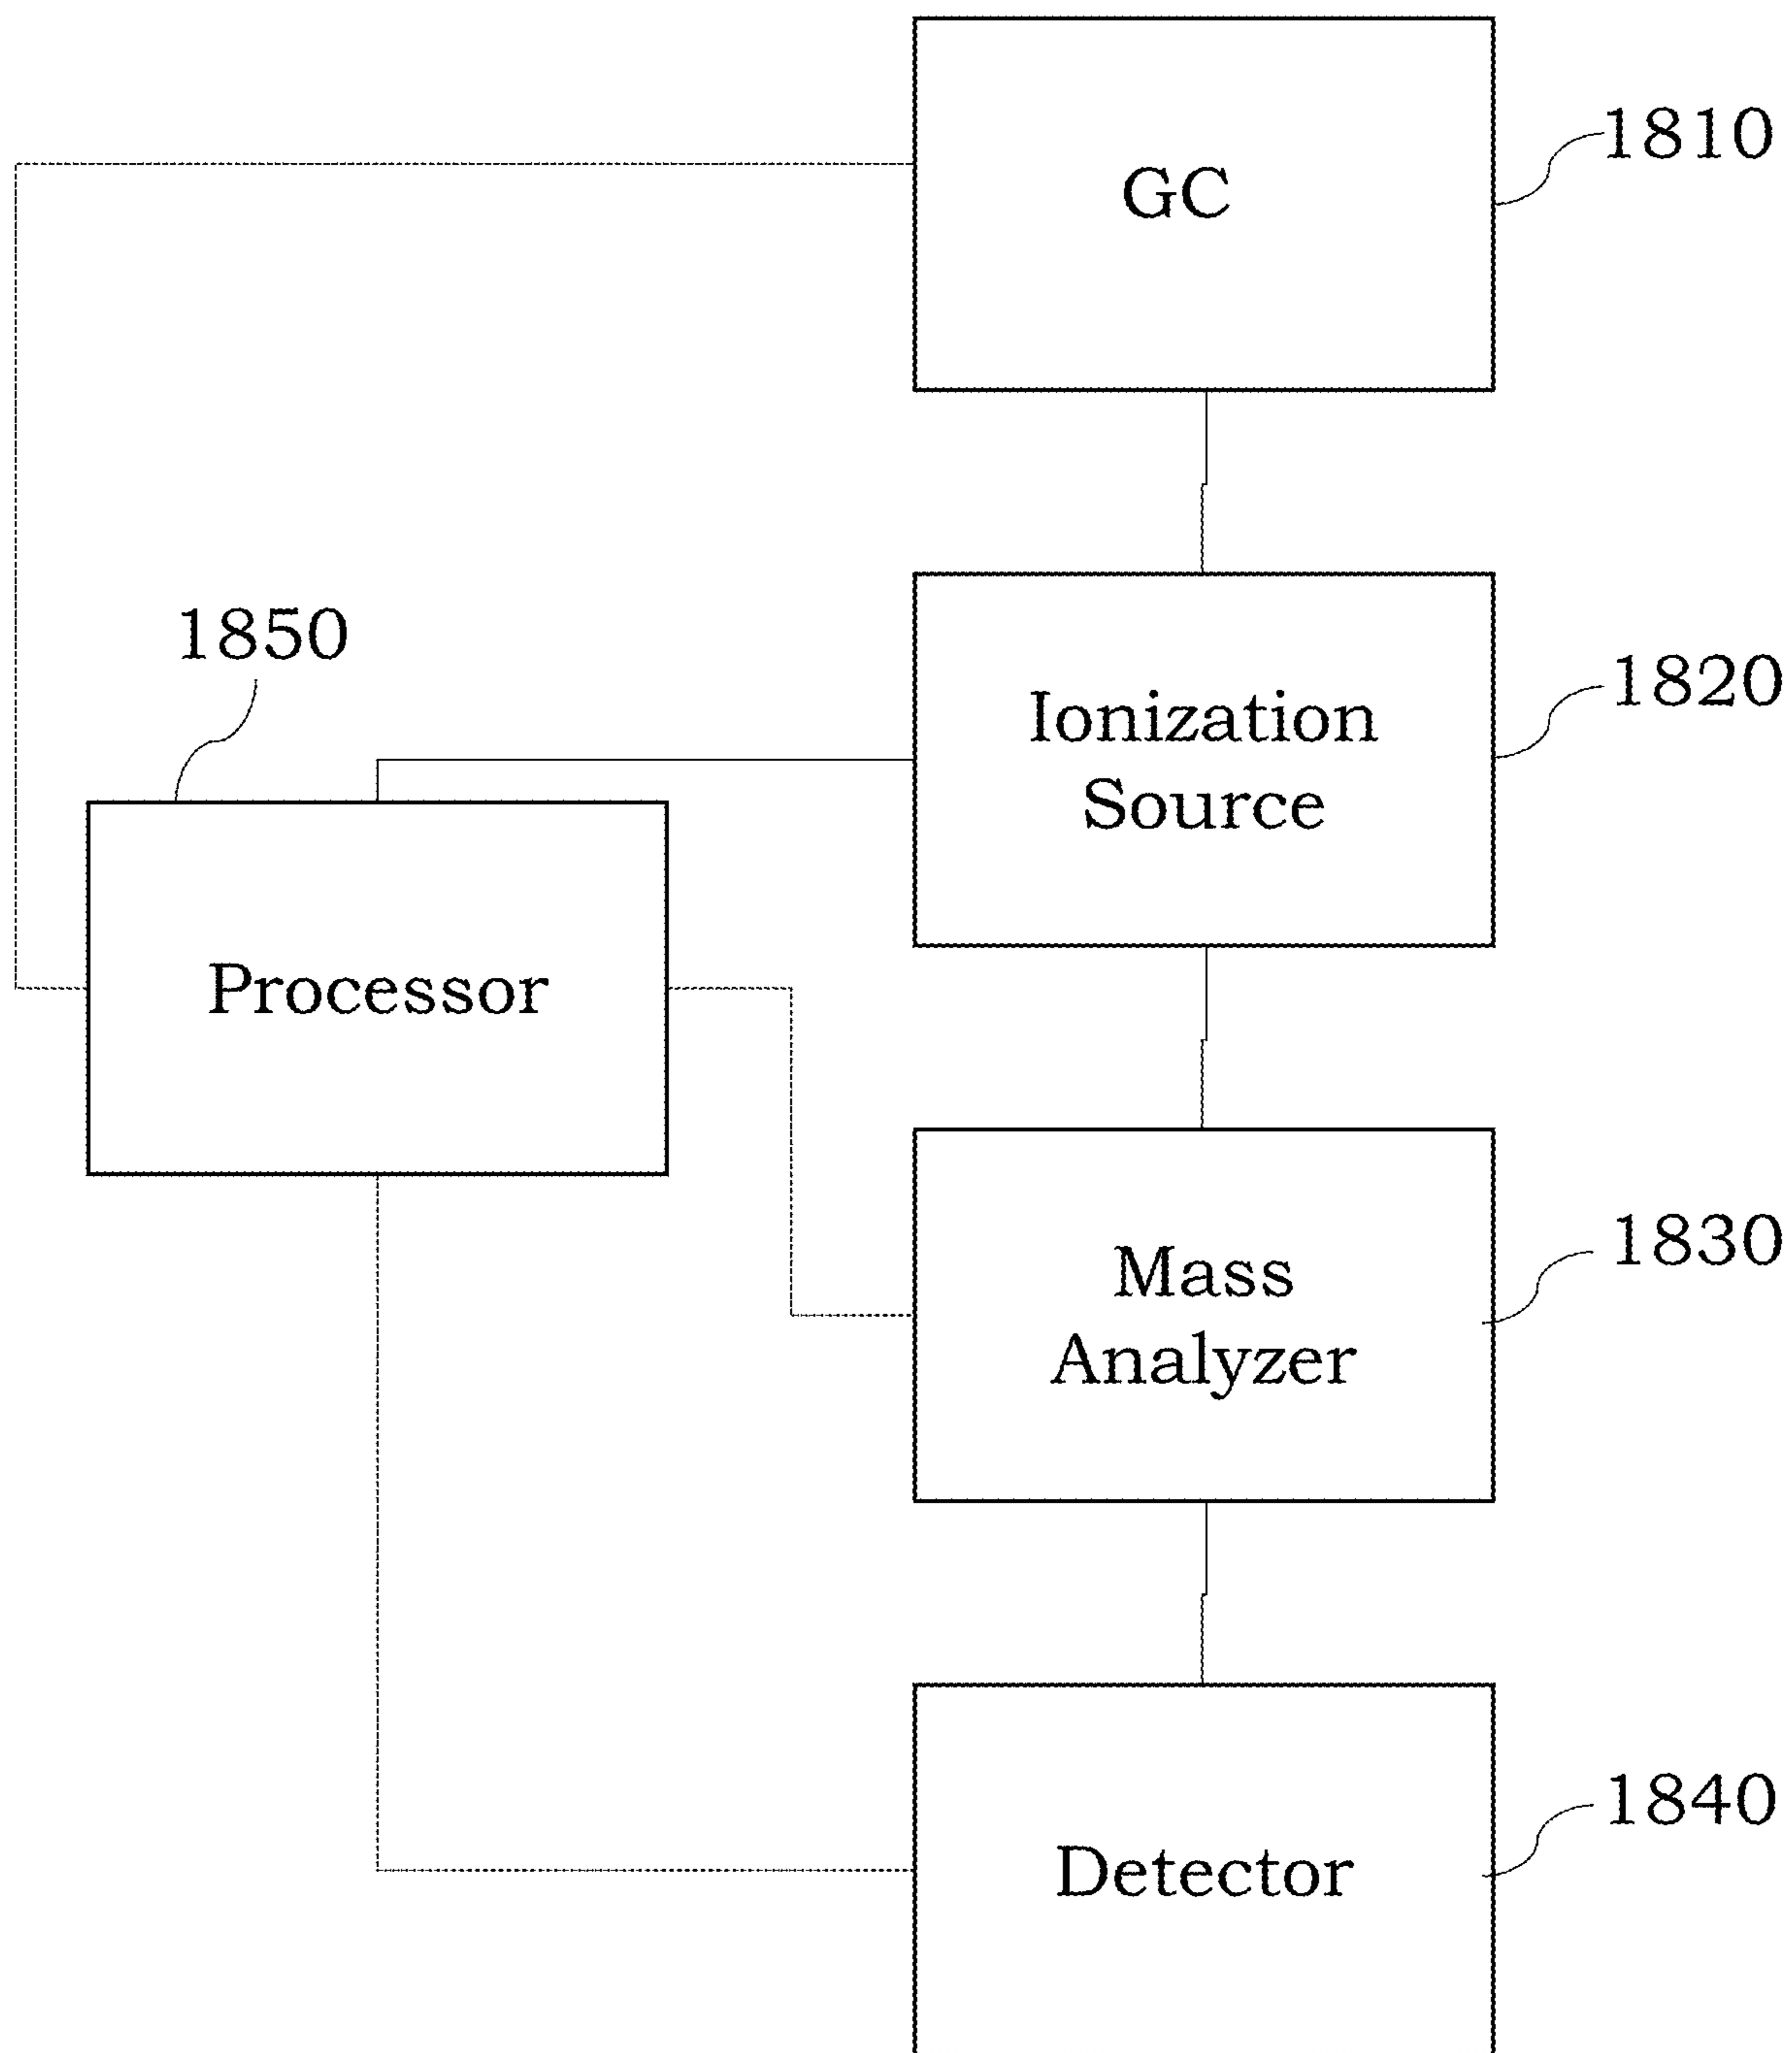 GC
1810
1850
Ionization
Source
1820
Processor
Mass
Analyzer
1830
Detector
1840